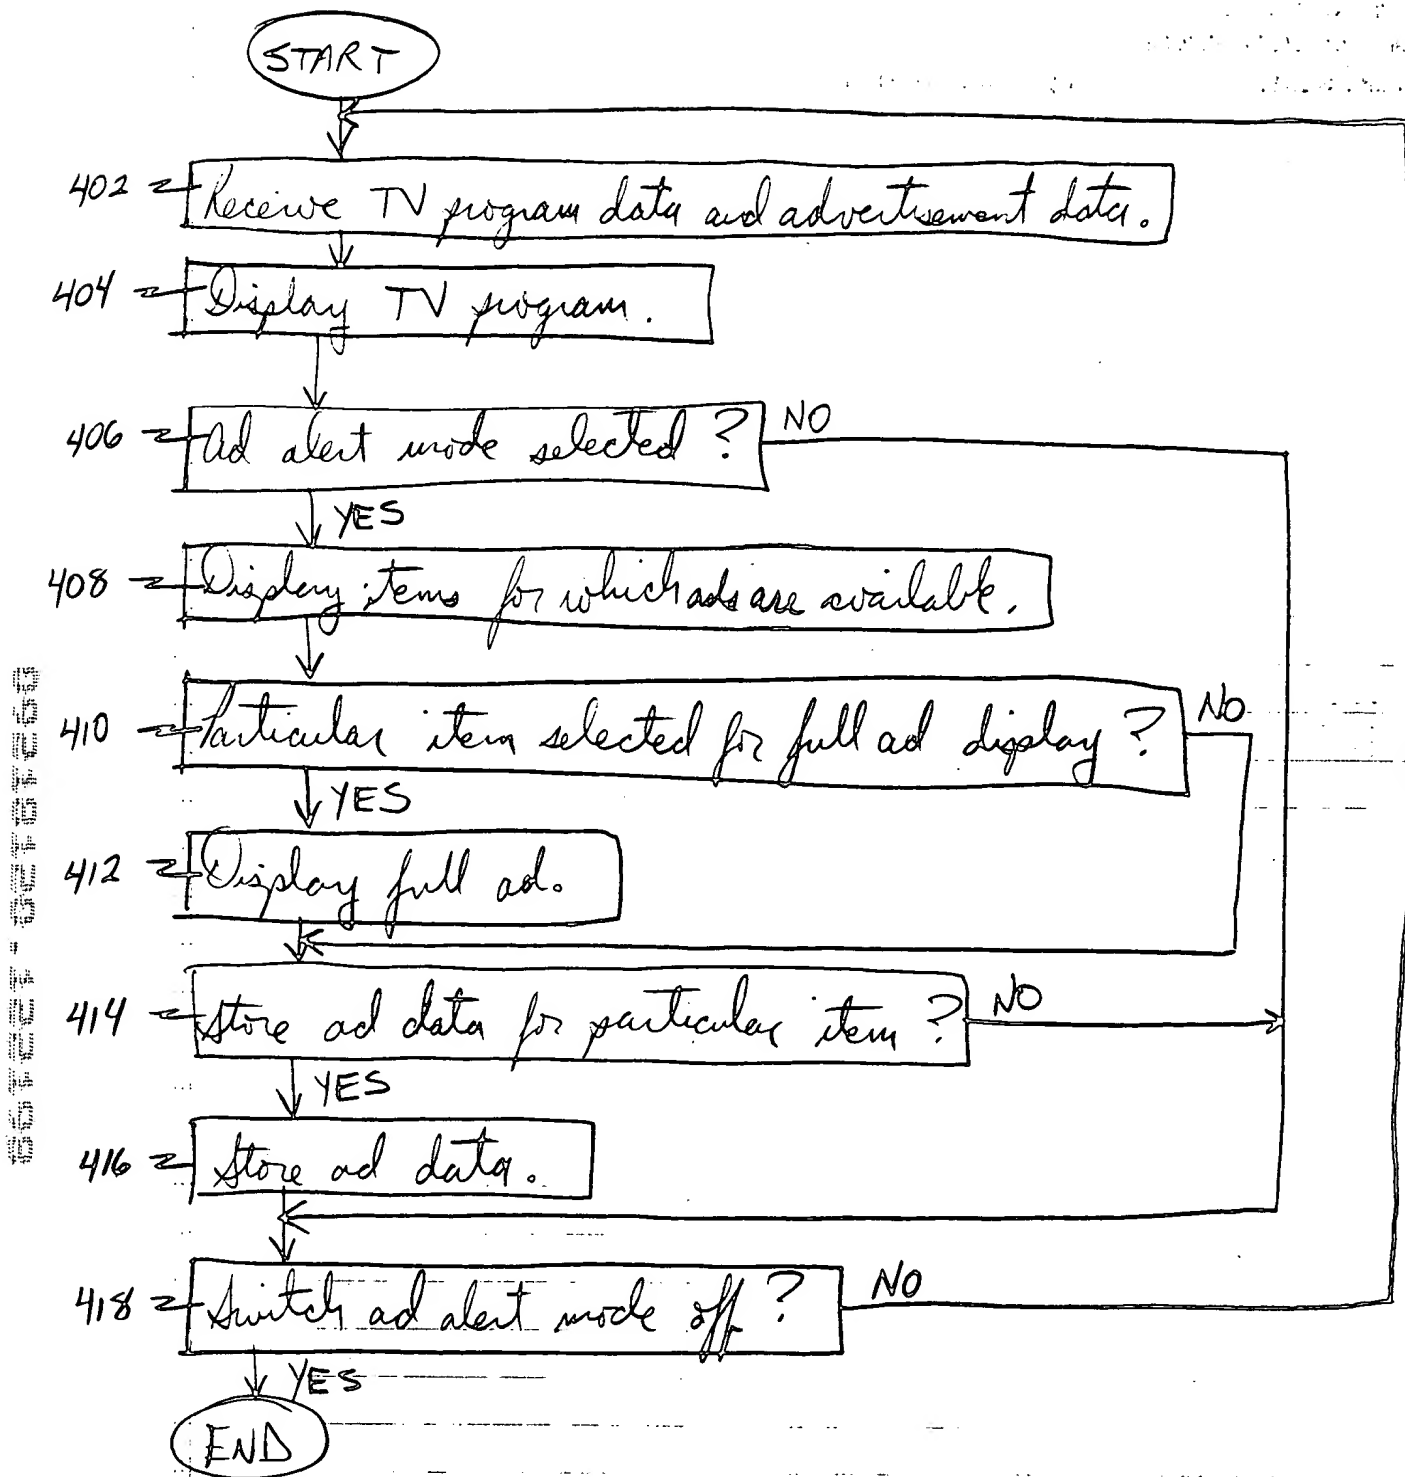 START
402 Receive TV program data and advertisement data.
404 Display TV program.
406 Ad alert mode selected? NO
YES
408 Display items for which ads are available.
410 Particular item selected for full ad display? NO
YES
412 Display full ad.
414 Store ad data for particular item? NO
YES
416 Store ad data.
418 Switch ad alert mode off? NO
YES
END